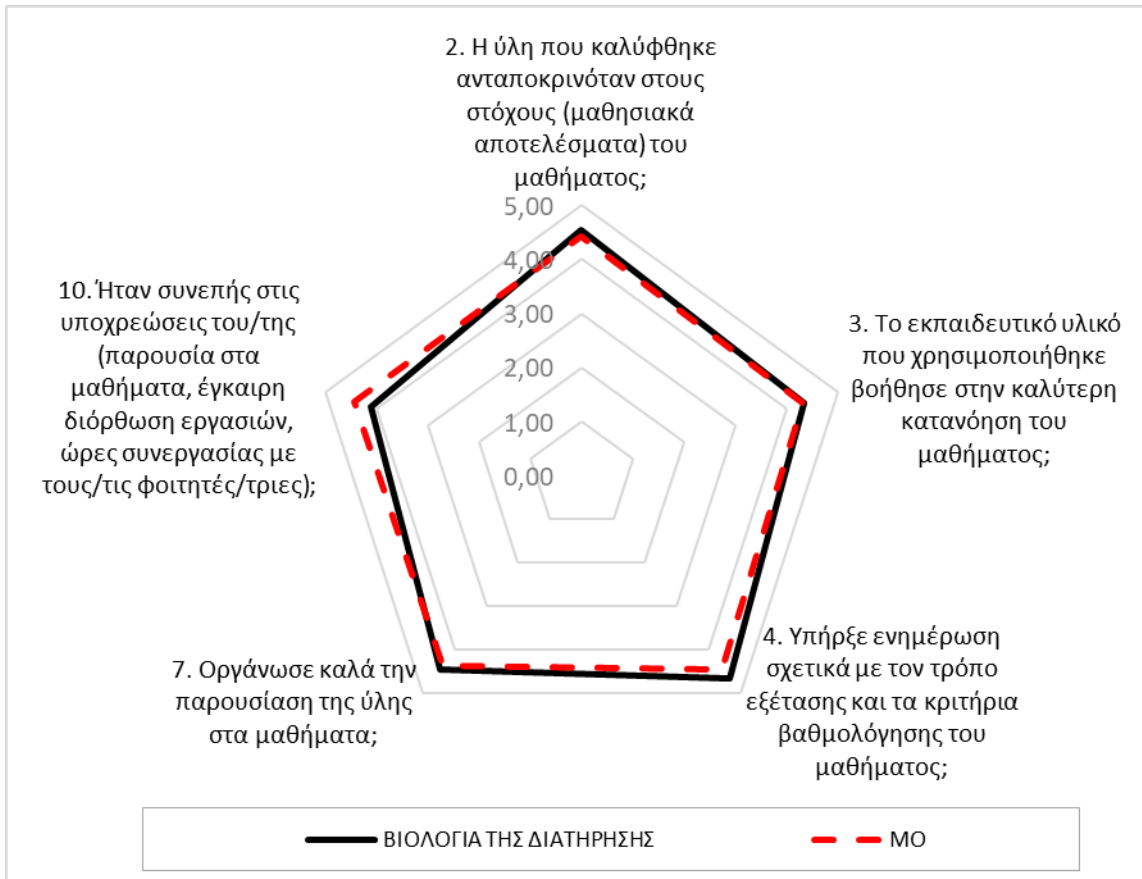 2. Η ύλη που καλύφθηκε
ανταποκρινόταν στους
στόχους (μαθησιακά
αποτελέσματα) του
μαθήματος;
5,00
4,00
3,00
2,00
1,00
0,00
10. Ήταν συνεπής στις
υποχρεώσεις του/της
(παρουσία στα
μαθήματα, έγκαιρη
διόρθωση εργασιών,
ώρες συνεργασίας με
τους/τις φοιτητές/τριες);
3. Το εκπαιδευτικό υλικό
που χρησιμοποιήθηκε
βοήθησε στην καλύτερη
κατανόηση του
μαθήματος;
7. Οργάνωσε καλά την
παρουσίαση της ύλης
στα μαθήματα;
4. Υπήρξε ενημέρωση
σχετικά με τον τρόπο
εξέτασης και τα κριτήρια
βαθμολόγησης του
μαθήματος;
ΒΙΟΛΟΓΙΑ ΤΗΣ ΔΙΑΤΗΡΗΣΗΣ
ΜΟ